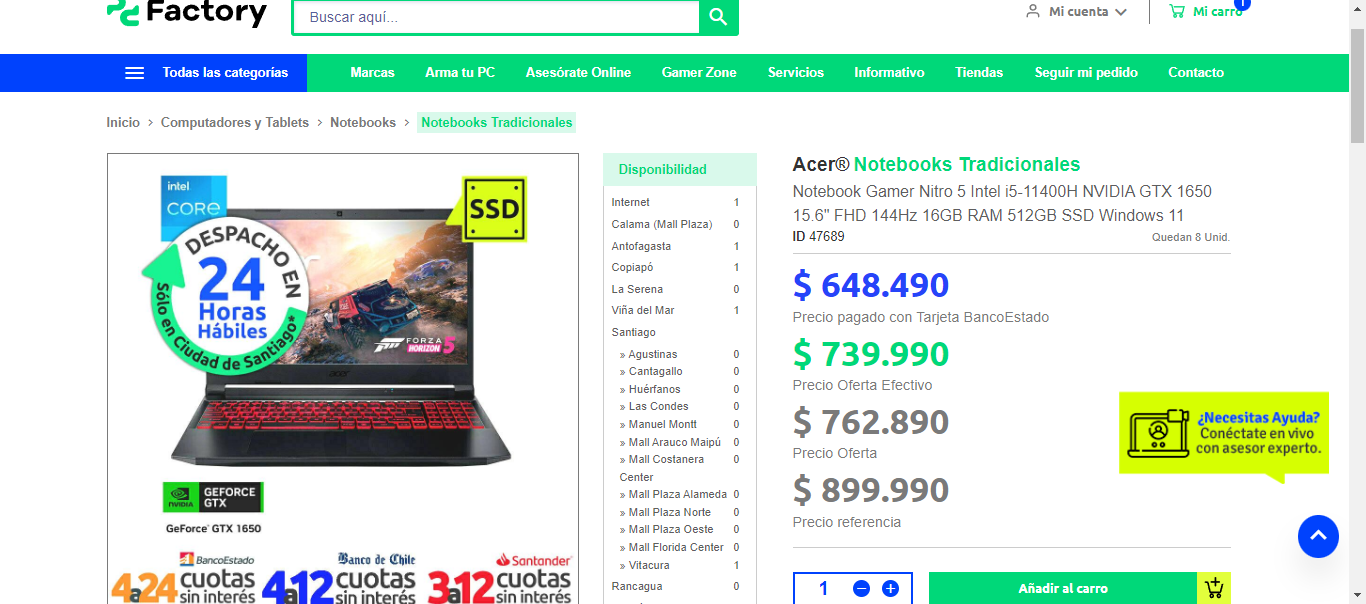 Factory
Buscar aquí...
Mi cuenta
Mi carro
1
Todas las categorías
Marcas
Arma tu PC
Asesórate Online
Gamer Zone
Servicios
Informativo
Tiendas
Seguir mi pedido
Contacto
Inicio > Computadores y Tablets > Notebooks > Notebooks Tradicionales
intel
CORE
SSD
DESPACHO EN
24
Horas
Hábiles
Sólo en Ciudad de Santiago*
FORZA
HORIZON 5
acer
NVIDIA
GEFORCE
GTX
GeForce® GTX 1650
BancoEstado
4a24 cuotas
sin interés
Banco de Chile
4a12 cuotas
sin interés
Santander
3a12 cuotas
sin interés
Disponibilidad
Internet 1
Calama (Mall Plaza) 0
Antofagasta 1
Copiapó 1
La Serena 0
Viña del Mar 1
Santiago
» Agustinas 0
» Cantagallo 0
» Huérfanos 0
» Las Condes 0
» Manuel Montt 0
» Mall Arauco Maipú 0
» Mall Costanera 0
Center
» Mall Plaza Alameda 0
» Mall Plaza Norte 0
» Mall Plaza Oeste 0
» Mall Florida Center 0
» Vitacura 1
Rancagua 0
Acer® Notebooks Tradicionales
Notebook Gamer Nitro 5 Intel i5-11400H NVIDIA GTX 1650
15.6" FHD 144Hz 16GB RAM 512GB SSD Windows 11
ID 47689
Quedan 8 Unid.
$ 648.490
Precio pagado con Tarjeta BancoEstado
$ 739.990
Precio Oferta Efectivo
$ 762.890
Precio Oferta
$ 899.990
Precio referencia
1
Añadir al carro
¿Necesitas Ayuda?
Conéctate en vivo
con asesor experto.